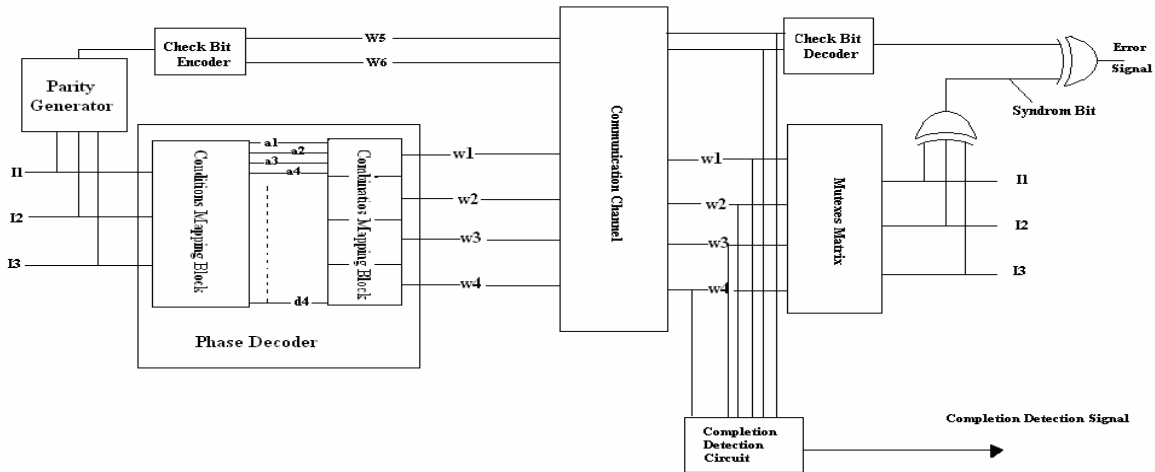 Check Bit
Encoder
W5
W6
Parity
Generator
I1
I2
I3
Conditions Mapping Block
a1
a2
a3
a4
d4
Combinatios Mapping Block
Phase Decoder
w1
w2
w3
w4
Communication Channel
Check Bit
Decoder
Error
Signal
Syndrom Bit
w1
w2
w3
w4
Mutexes Matrix
I1
I2
I3
Completion
Detection
Circuit
Completion Detection Signal